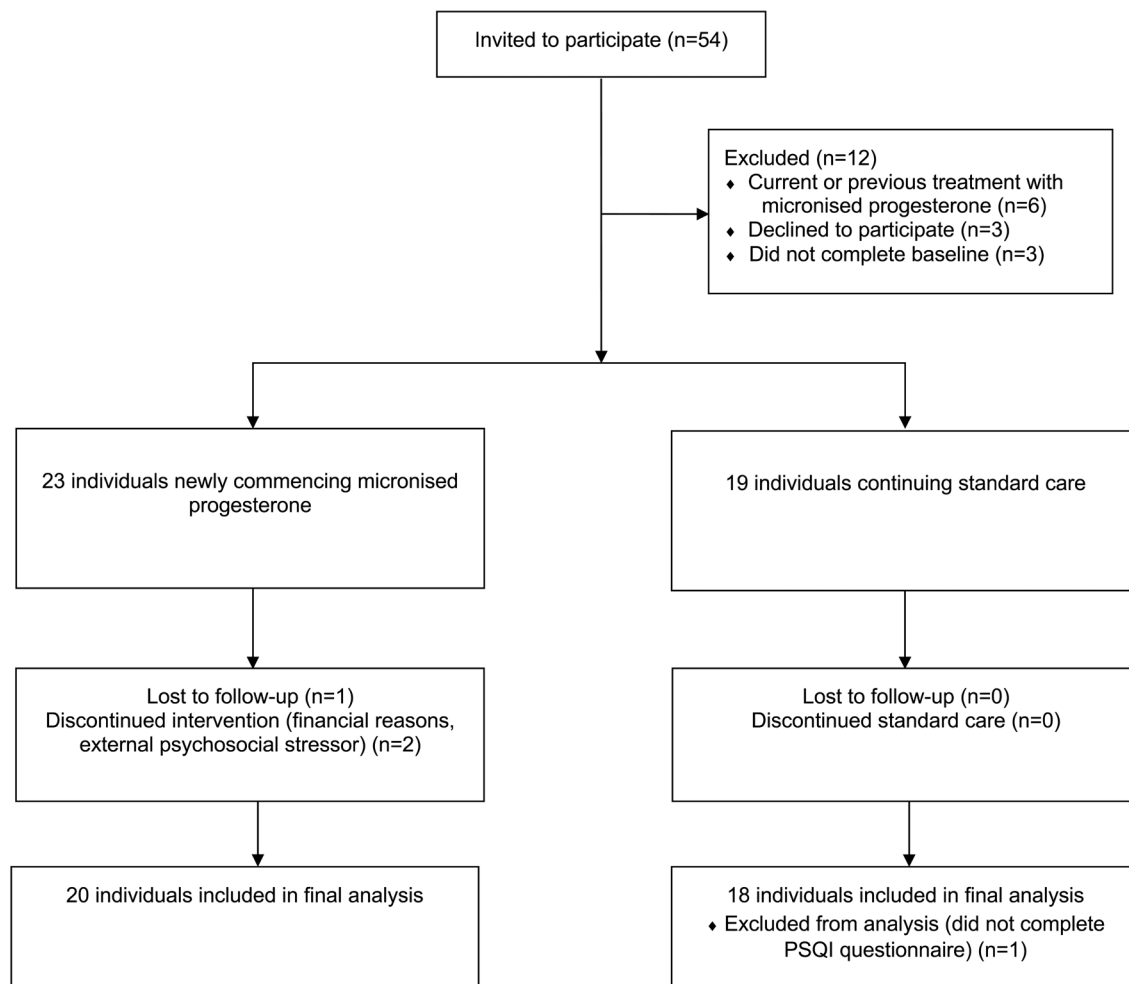 Invited to participate (n=54)
Excluded (n=12)
♦ Current or previous treatment with
micronised progesterone (n=6)
♦ Declined to participate (n=3)
♦ Did not complete baseline (n=3)
23 individuals newly commencing micronised
progesterone
19 individuals continuing standard care
Lost to follow-up (n=1)
Discontinued intervention (financial reasons,
external psychosocial stressor) (n=2)
Lost to follow-up (n=0)
Discontinued standard care (n=0)
20 individuals included in final analysis
18 individuals included in final analysis
♦ Excluded from analysis (did not complete
PSQI questionnaire) (n=1)